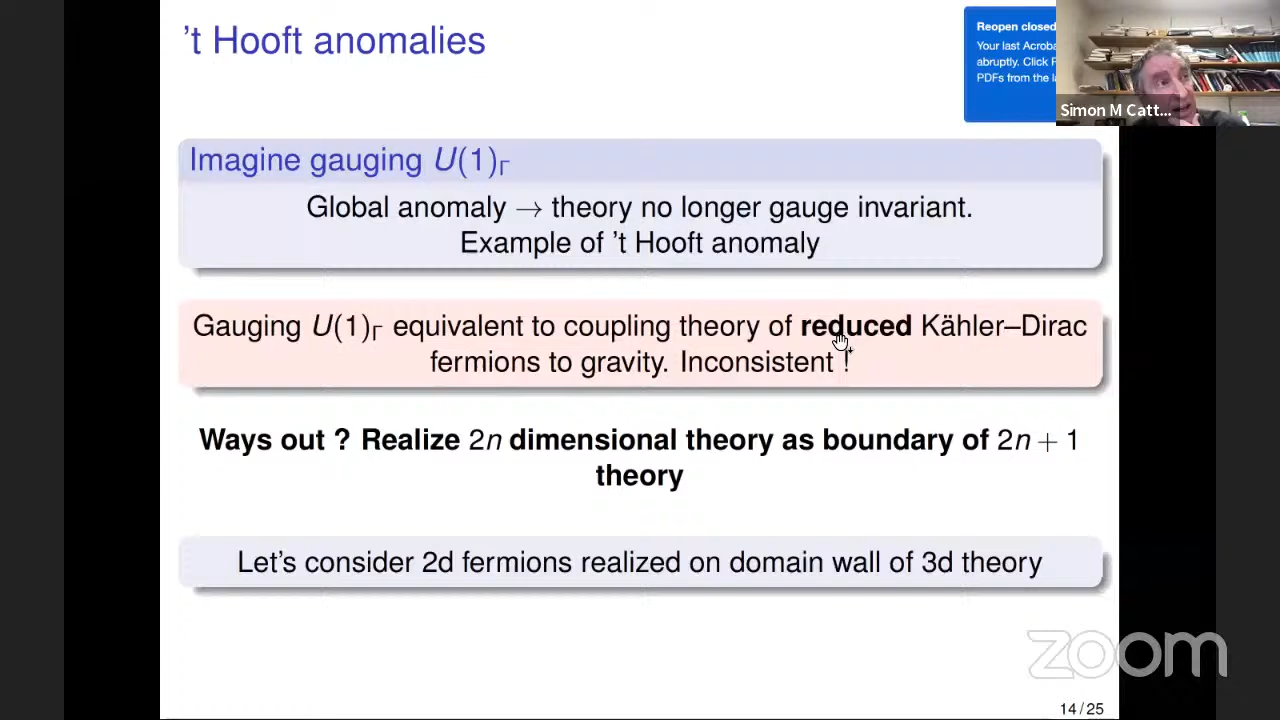 't Hooft anomalies
Reopen closed
Your last Acroba
abruptly. Click
PDFs from the la
Simon M Catt...
Imagine gauging U(1)Γ
Global anomaly → theory no longer gauge invariant.
Example of 't Hooft anomaly
Gauging U(1)Γ equivalent to coupling theory of reduced Kähler–Dirac
fermions to gravity. Inconsistent !
Ways out ? Realize 2n dimensional theory as boundary of 2n + 1
theory
Let's consider 2d fermions realized on domain wall of 3d theory
zoom
14 / 25